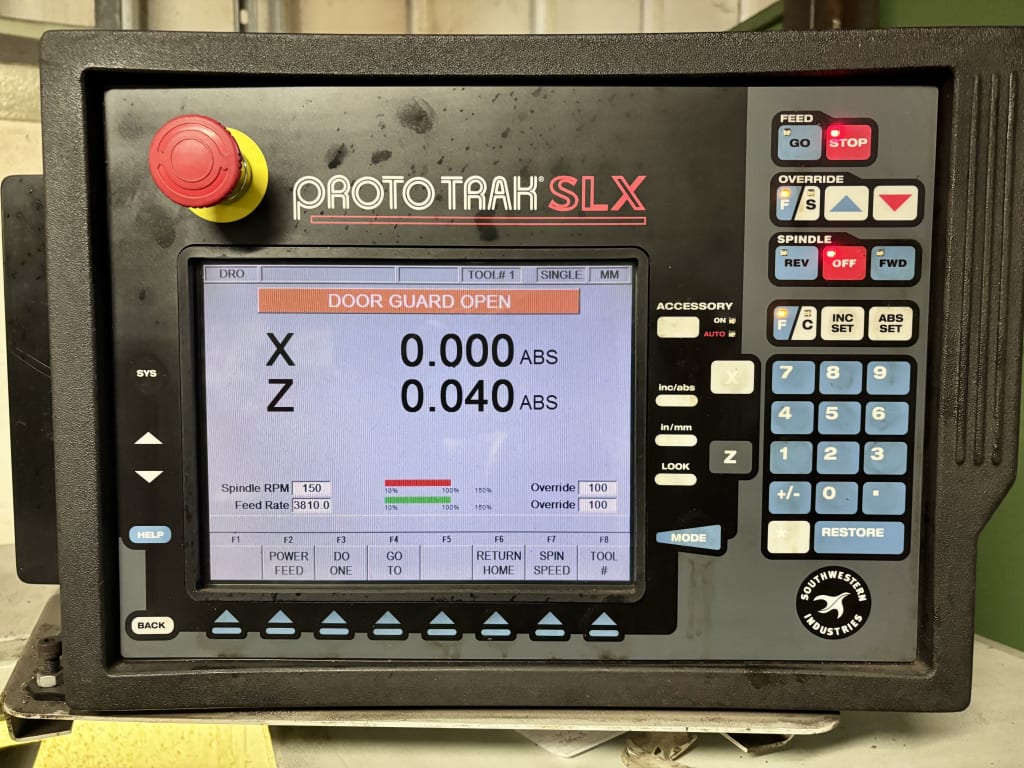 PROTO TRAK® SLX
DRO TOOL# 1 SINGLE MM
DOOR GUARD OPEN
X 0.000 ABS
Z 0.040 ABS
Spindle RPM 150 10% 100% 150% Override 100
Feed Rate 3810.0 10% 100% 150% Override 100
F1 F2 F3 F4 F5 F6 F7 F8
POWER FEED
DO ONE
GO TO
RETURN HOME
SPIN SPEED
TOOL #
SYS
HELP
BACK
ACCESSORY
ON
AUTO
inc/abs
in/mm
LOOK
X
Z
MODE
FEED
GO STOP
OVERRIDE
F/S
SPINDLE
REV OFF FWD
F/C
INC SET
ABS SET
7 8 9
4 5 6
1 2 3
+/- 0 .
RESTORE
SOUTHWESTERN
INDUSTRIES